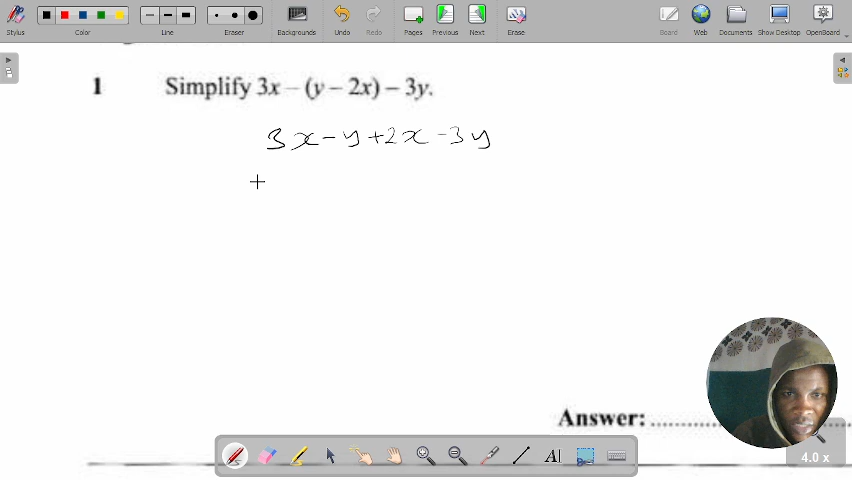 Stylus Color Line Eraser Backgrounds Undo Redo Pages Previous Next Erase Board Web Documents Show Desktop OpenBoard
1 Simplify 3x – (y – 2x) – 3y.
3x-y+2x-3y
Answer: ....................
4.0 x